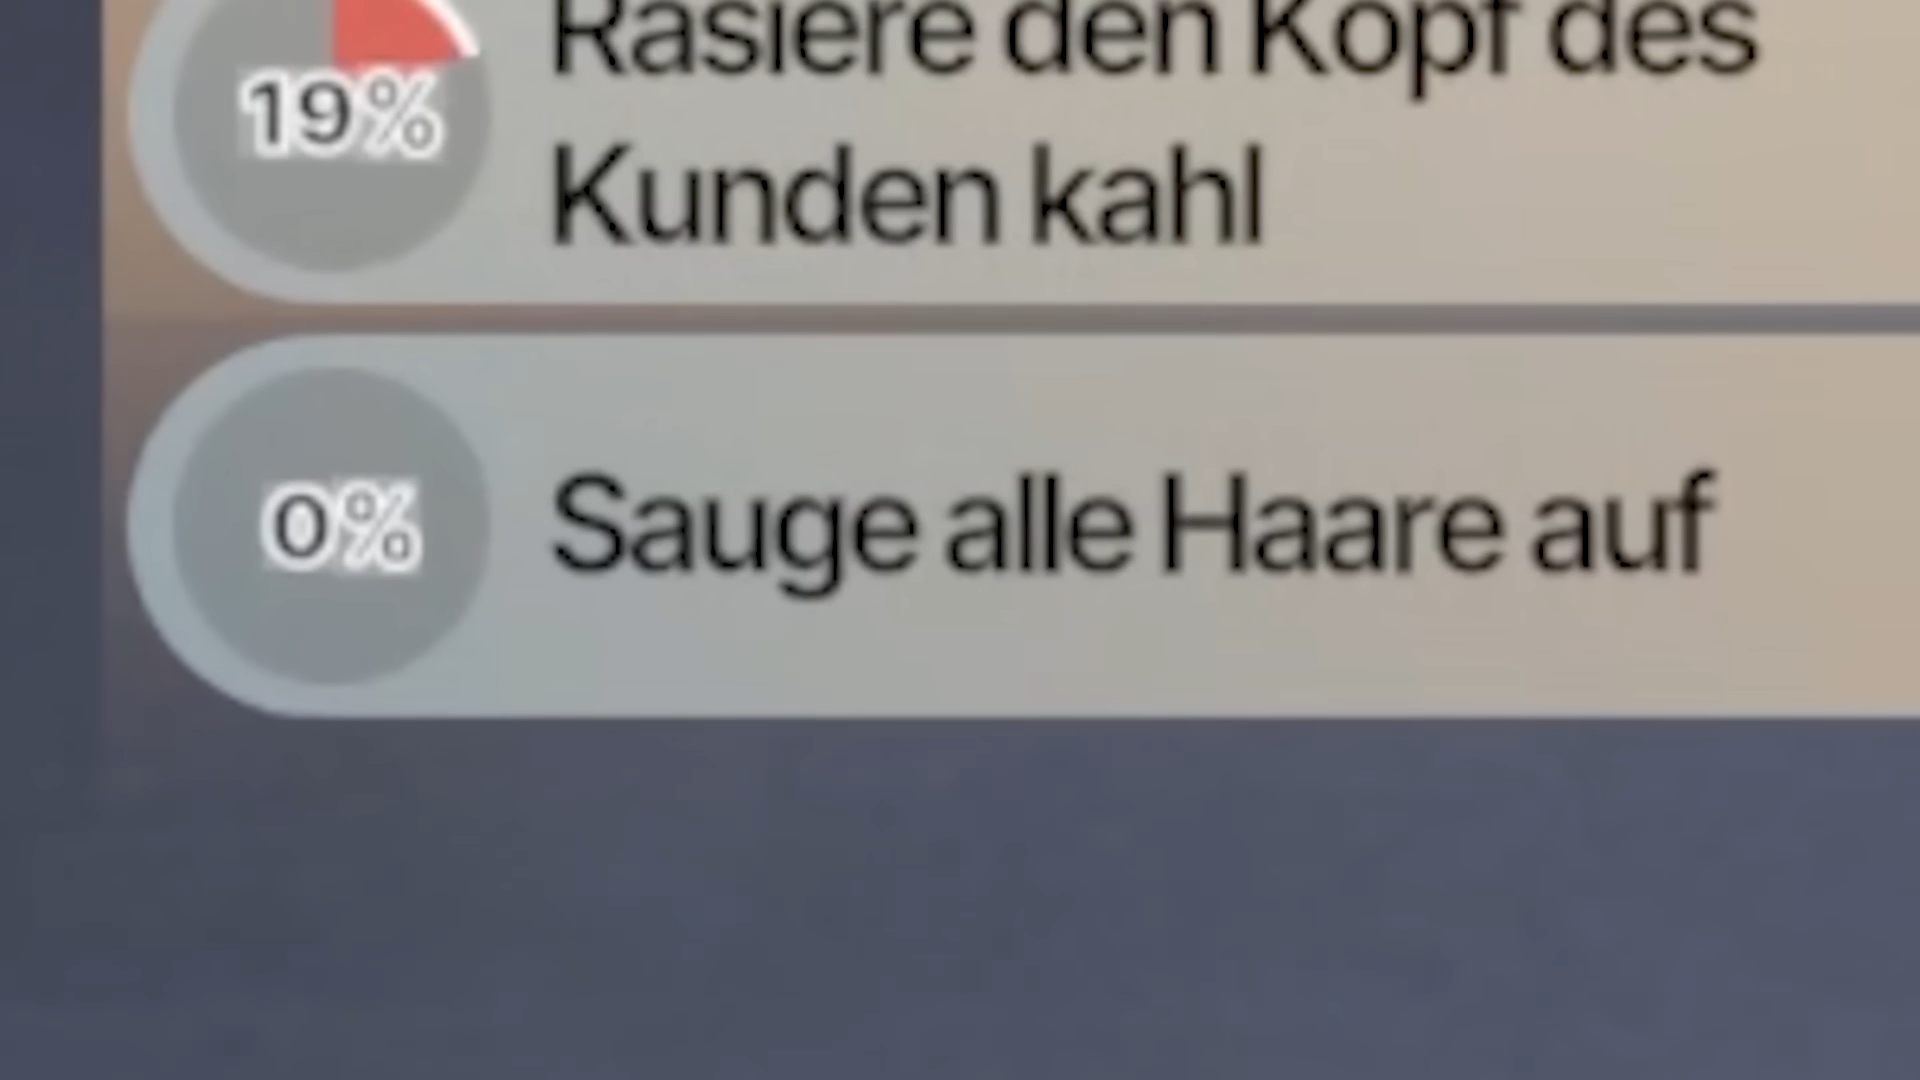 19%
Rasiere den Kopf des
Kunden kahl
0%
Sauge alle Haare auf